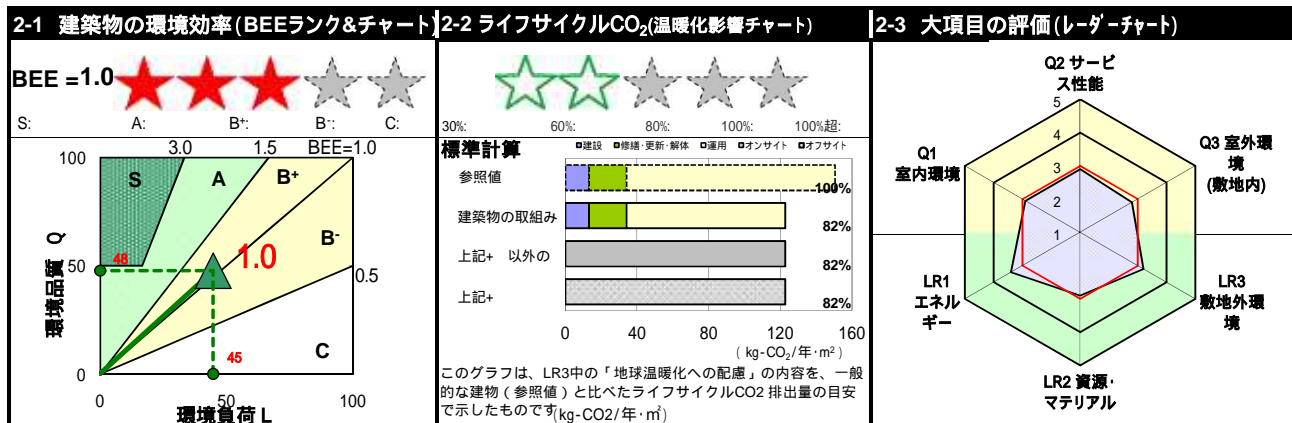 2-1 建築物の環境効率(BEEランク&チャート)
BEE =1.0
S: A: B⁺: B⁻: C:
3.0 1.5 BEE=1.0
100
S A B⁺
B⁻
環境品質 Q
48
1.0
50
0.5
45
C
0
0 50 100
環境負荷 L
2-2 ライフサイクルCO₂(温暖化影響チャート)
30%: 60%: 80%: 100%: 100%超:
標準計算
■建設 ■修繕・更新・解体 □運用 ■オンサイト ■オフサイト
参照値 100%
建築物の取組み 82%
上記+ 以外の 82%
上記+ 82%
0 40 80 120 160
( kg-CO₂/年・m² )
このグラフは、LR3中の「地球温暖化への配慮」の内容を、一般
的な建物(参照値)と比べたライフサイクルCO2 排出量の目安
で示したものです(kg-CO2/年・㎡)
2-3 大項目の評価(レーダーチャート)
Q2 サービ
ス性能
5
4
3
2
1
Q1
室内環境
Q3 室外環
境
(敷地内)
LR1
エネル
ギー
LR3
敷地外環
境
LR2 資源・
マテリアル